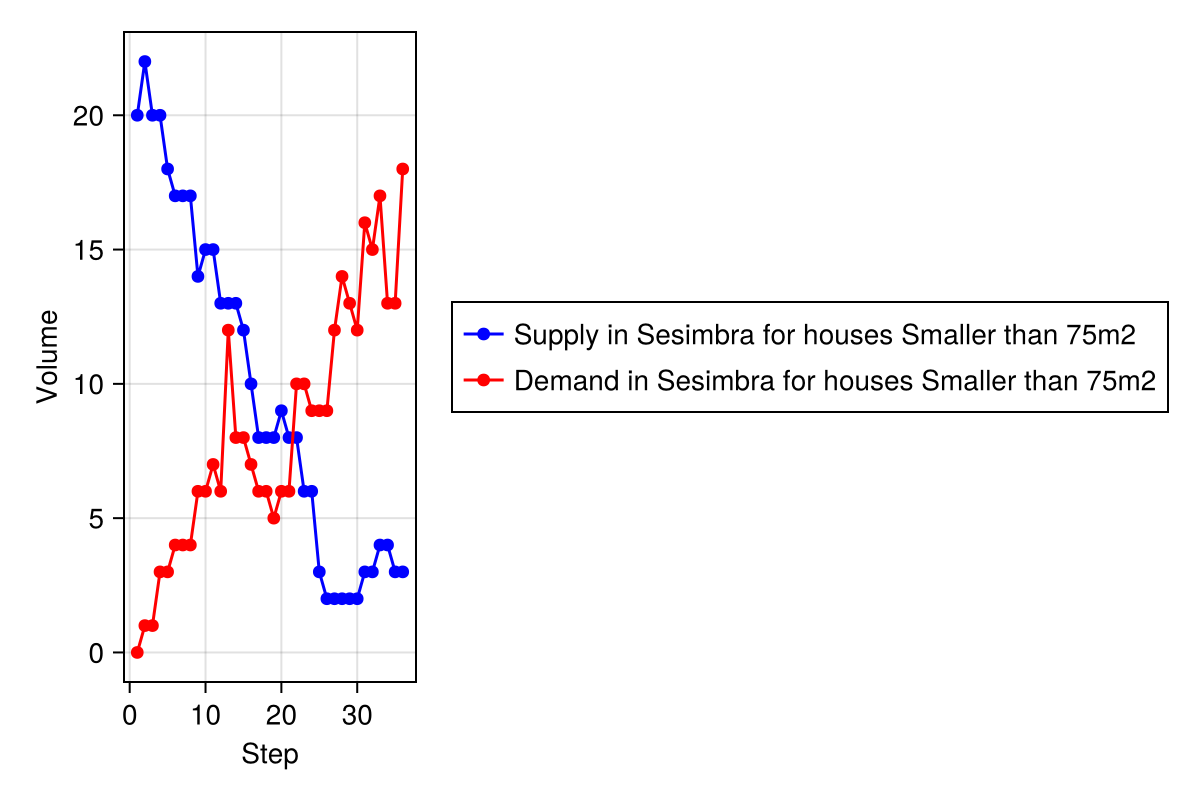 20
15
10
5
0
Volume
0 10 20 30
Step
Supply in Sesimbra for houses Smaller than 75m2
Demand in Sesimbra for houses Smaller than 75m2